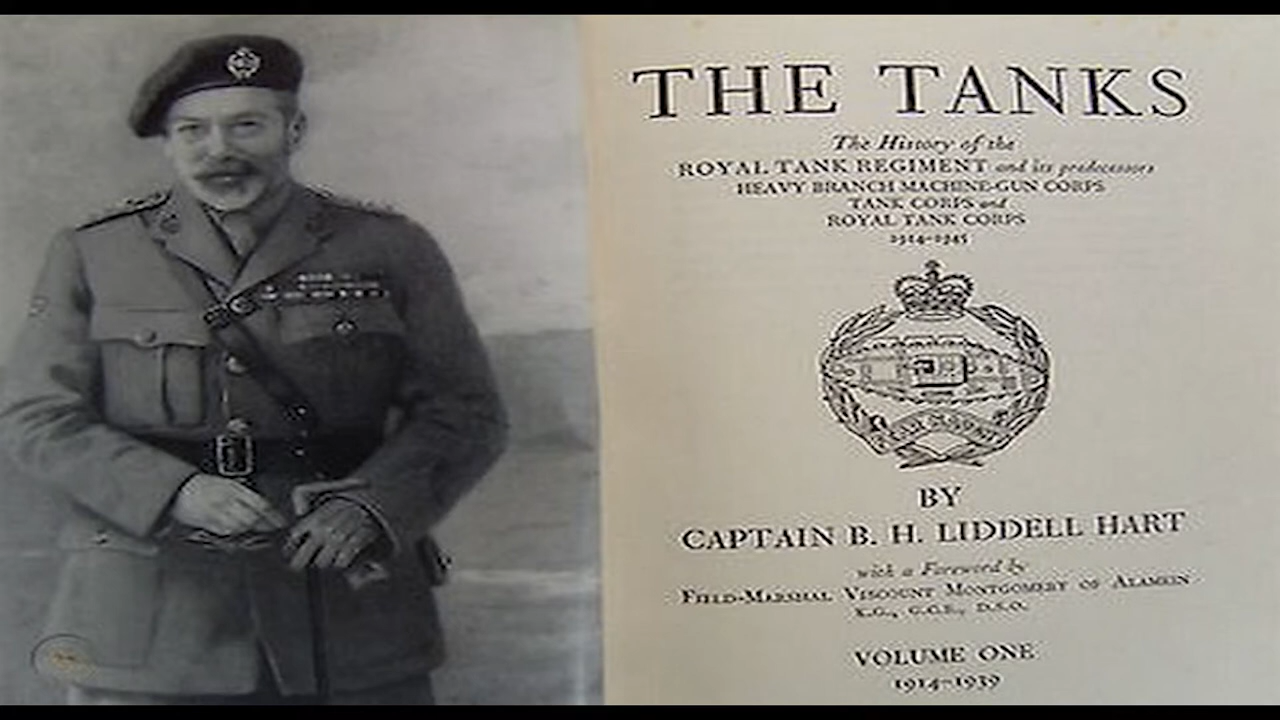 THE TANKS
The History of the
ROYAL TANK REGIMENT and its predecessors
HEAVY BRANCH MACHINE-GUN CORPS
TANK CORPS and
ROYAL TANK CORPS
1914-1945
BY
CAPTAIN B. H. LIDDELL HART
with a Foreword by
FIELD-MARSHAL VISCOUNT MONTGOMERY OF ALAMEIN
K.G., G.C.B., D.S.O.
VOLUME ONE
1914-1939